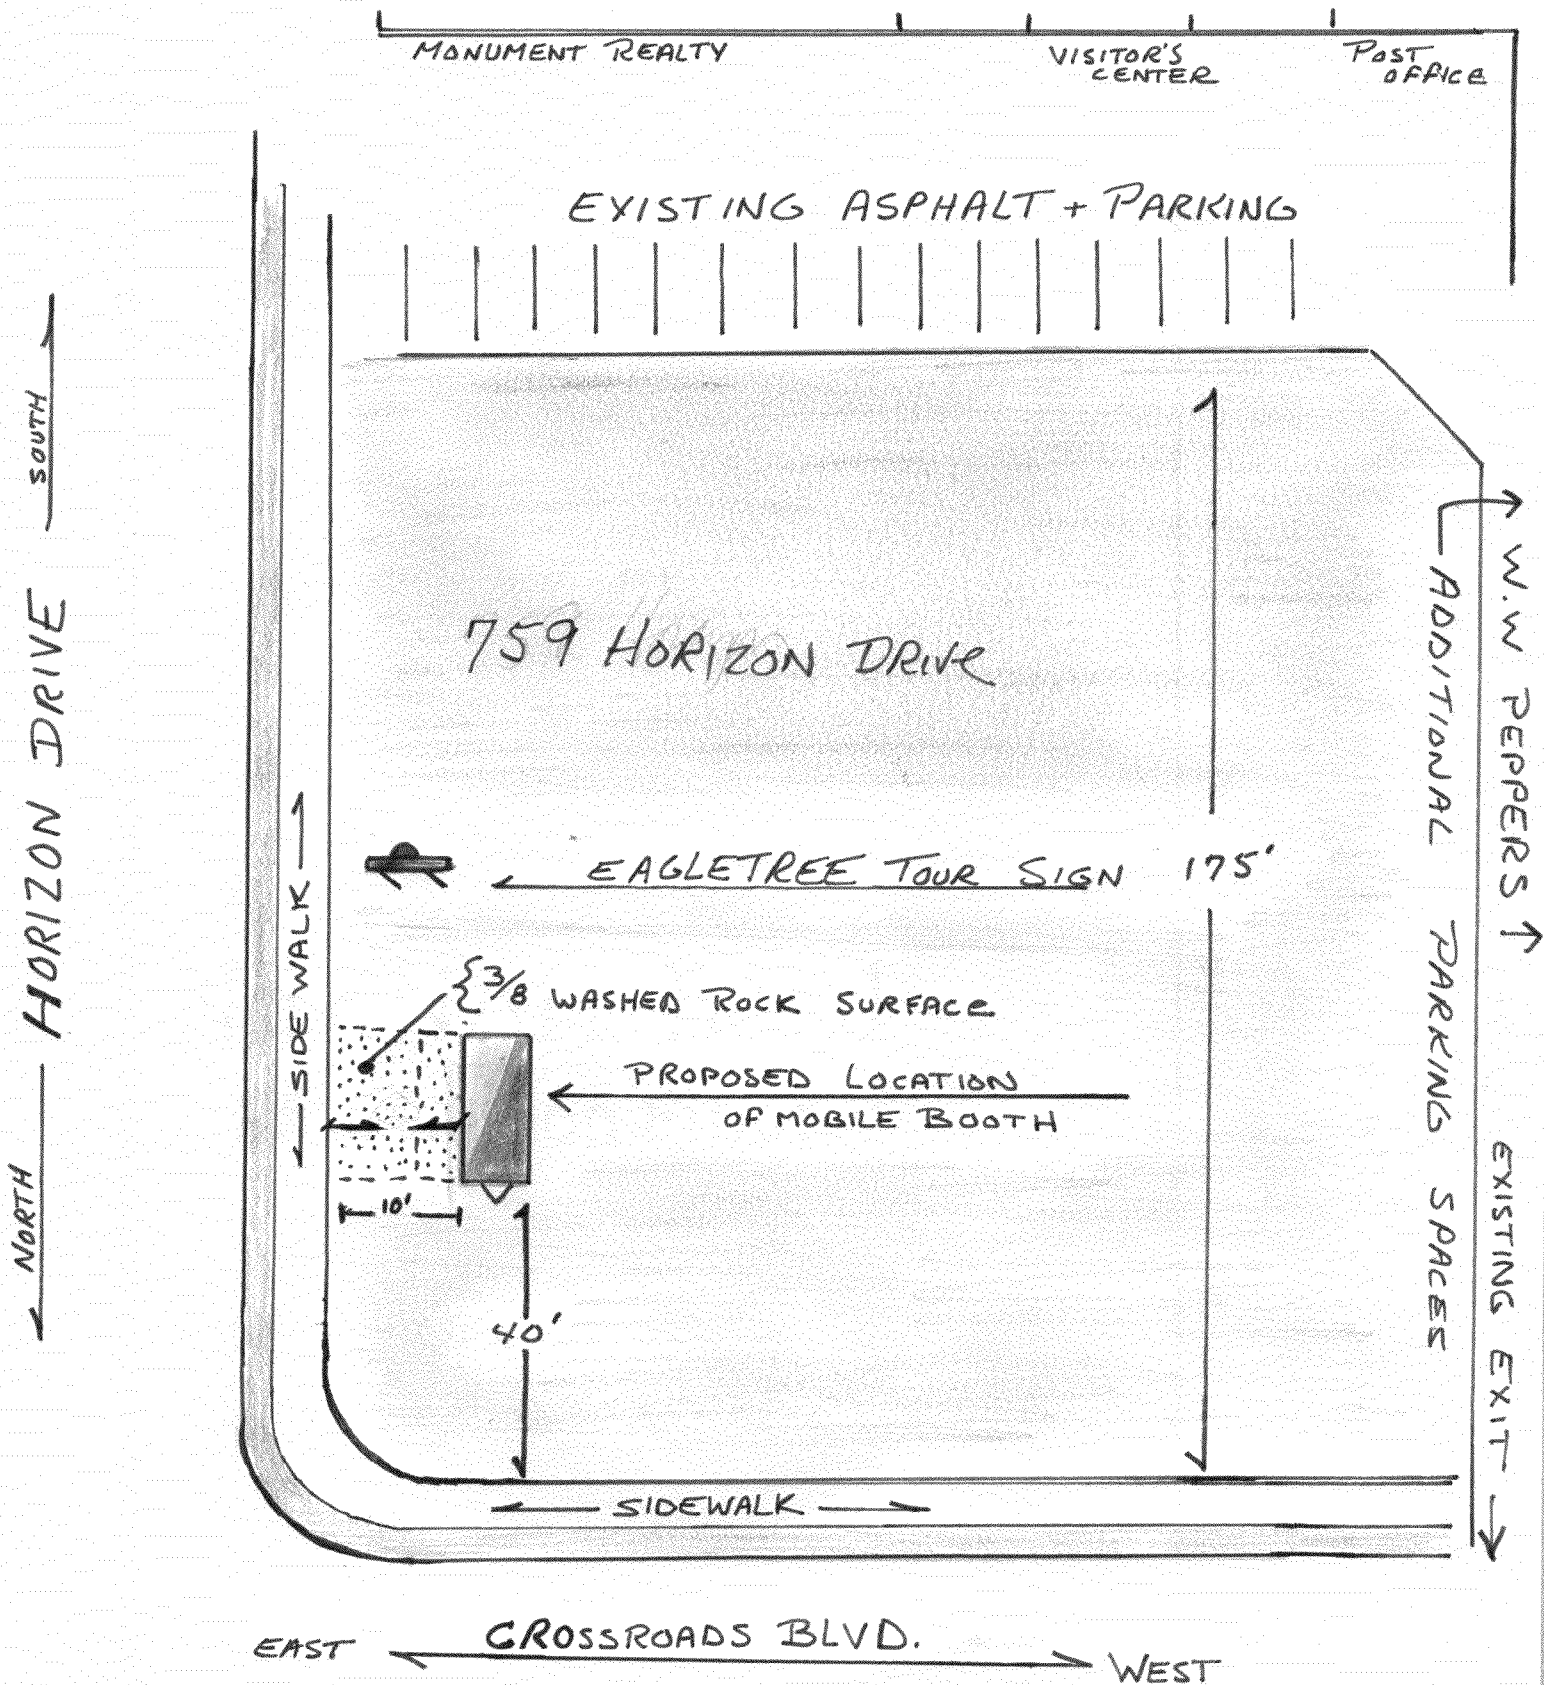 MONUMENT REALTY
VISITOR'S
CENTER
POST
OFFICE
EXISTING ASPHALT + PARKING
SOUTH
HORIZON DRIVE
NORTH
759 HORIZON DRIVE
W.W PEPPERS
ADDITIONAL PARKING SPACES
EXISTING EXIT
SIDE WALK
EAGLETREE TOUR SIGN
175'
3/8 WASHED ROCK SURFACE
PROPOSED LOCATION
OF MOBILE BOOTH
10'
40'
SIDEWALK
CROSSROADS BLVD.
EAST
WEST